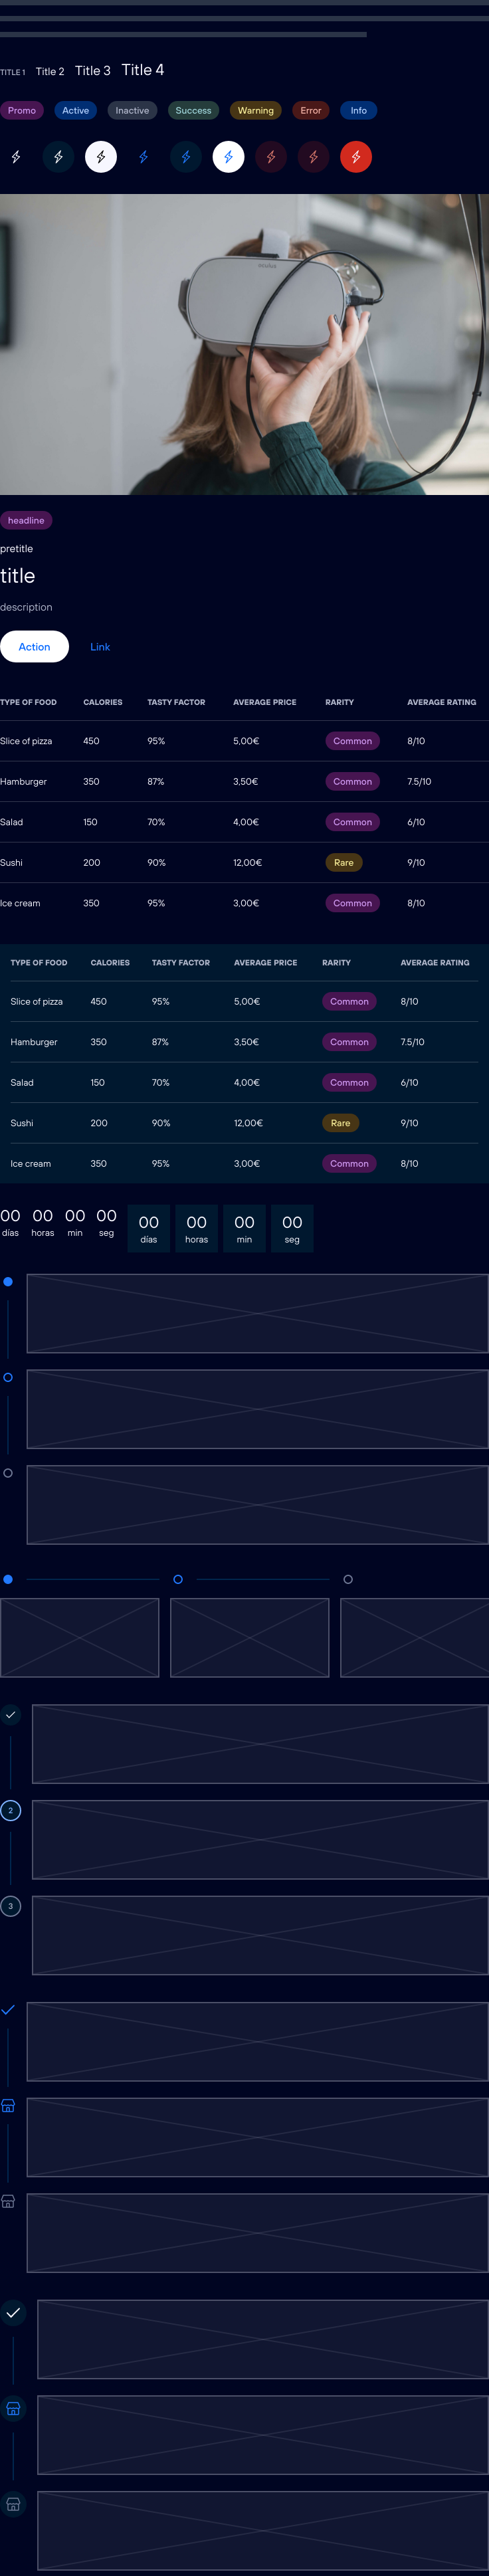 TITLE 1 Title 2 Title 3 Title 4
Promo Active Inactive Success Warning Error Info
oculus
headline
pretitle
title
description
Action Link
TYPE OF FOOD CALORIES TASTY FACTOR AVERAGE PRICE RARITY AVERAGE RATING
Slice of pizza 450 95% 5,00€ Common 8/10
Hamburger 350 87% 3,50€ Common 7.5/10
Salad 150 70% 4,00€ Common 6/10
Sushi 200 90% 12,00€ Rare 9/10
Ice cream 350 95% 3,00€ Common 8/10
TYPE OF FOOD CALORIES TASTY FACTOR AVERAGE PRICE RARITY AVERAGE RATING
Slice of pizza 450 95% 5,00€ Common 8/10
Hamburger 350 87% 3,50€ Common 7.5/10
Salad 150 70% 4,00€ Common 6/10
Sushi 200 90% 12,00€ Rare 9/10
Ice cream 350 95% 3,00€ Common 8/10
00 00 00 00 00 00 00 00
días horas min seg días horas min seg
2
3